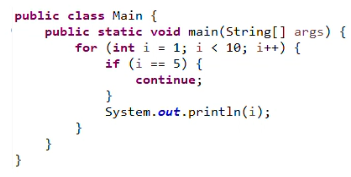 public class Main {
    public static void main(String[] args) {
        for (int i = 1; i < 10; i++) {
            if (i == 5) {
                continue;
            }
            System.out.println(i);
        }
    }
}